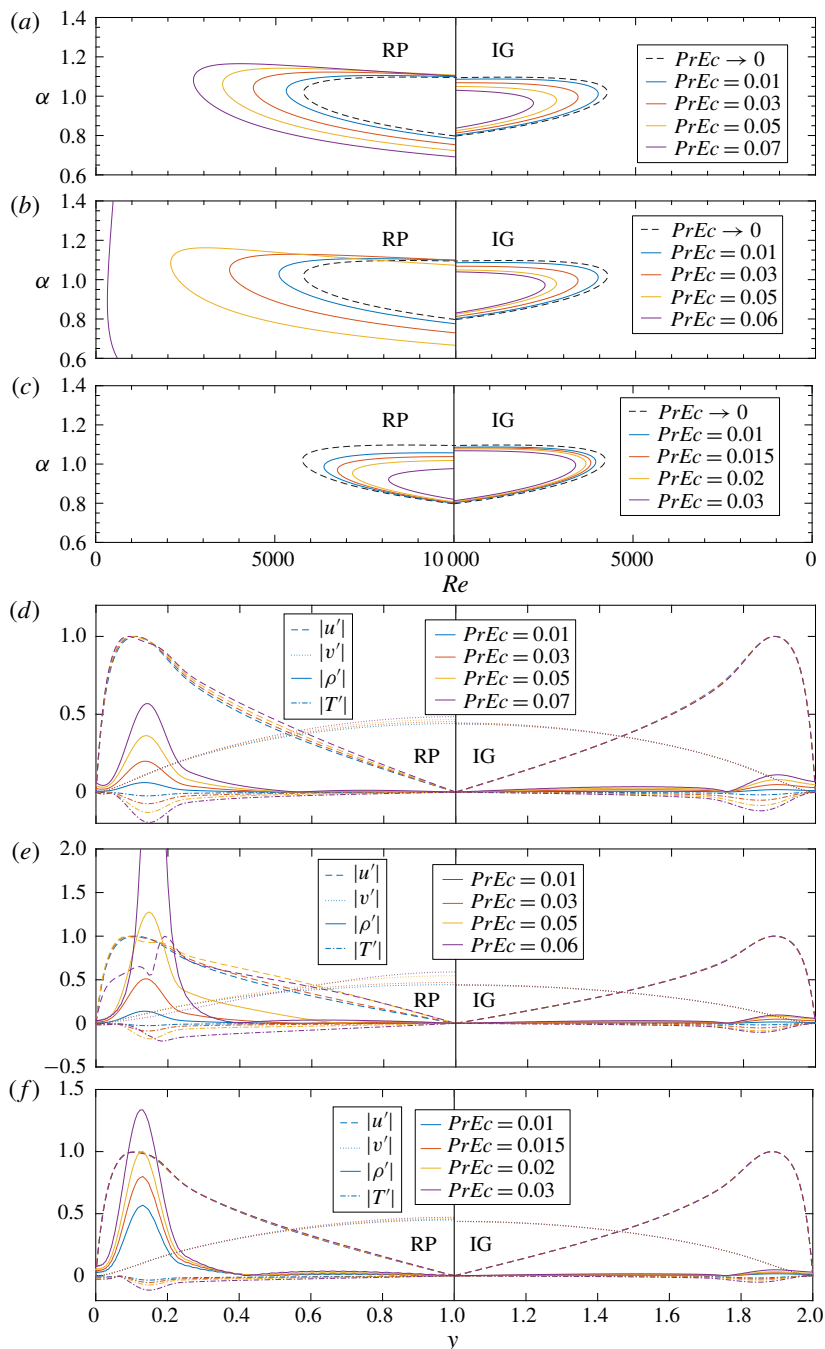 (a)
1.4
1.2
1.0
0.8
0.6
α
RP
IG
PrEc → 0
PrEc = 0.01
PrEc = 0.03
PrEc = 0.05
PrEc = 0.07
(b)
1.4
1.2
1.0
0.8
0.6
α
RP
IG
PrEc → 0
PrEc = 0.01
PrEc = 0.03
PrEc = 0.05
PrEc = 0.06
(c)
1.4
1.2
1.0
0.8
0.6
α
RP
IG
PrEc → 0
PrEc = 0.01
PrEc = 0.015
PrEc = 0.02
PrEc = 0.03
0 5000 10 000 5000 0
Re
(d)
1.0
0.5
0
|u′|
|v′|
|ρ′|
|T′|
PrEc = 0.01
PrEc = 0.03
PrEc = 0.05
PrEc = 0.07
RP
IG
(e)
2.0
1.5
1.0
0.5
0
−0.5
|u′|
|v′|
|ρ′|
|T′|
PrEc = 0.01
PrEc = 0.03
PrEc = 0.05
PrEc = 0.06
RP
IG
(f)
1.5
1.0
0.5
0
|u′|
|v′|
|ρ′|
|T′|
PrEc = 0.01
PrEc = 0.015
PrEc = 0.02
PrEc = 0.03
RP
IG
0 0.2 0.4 0.6 0.8 1.0 1.2 1.4 1.6 1.8 2.0
y